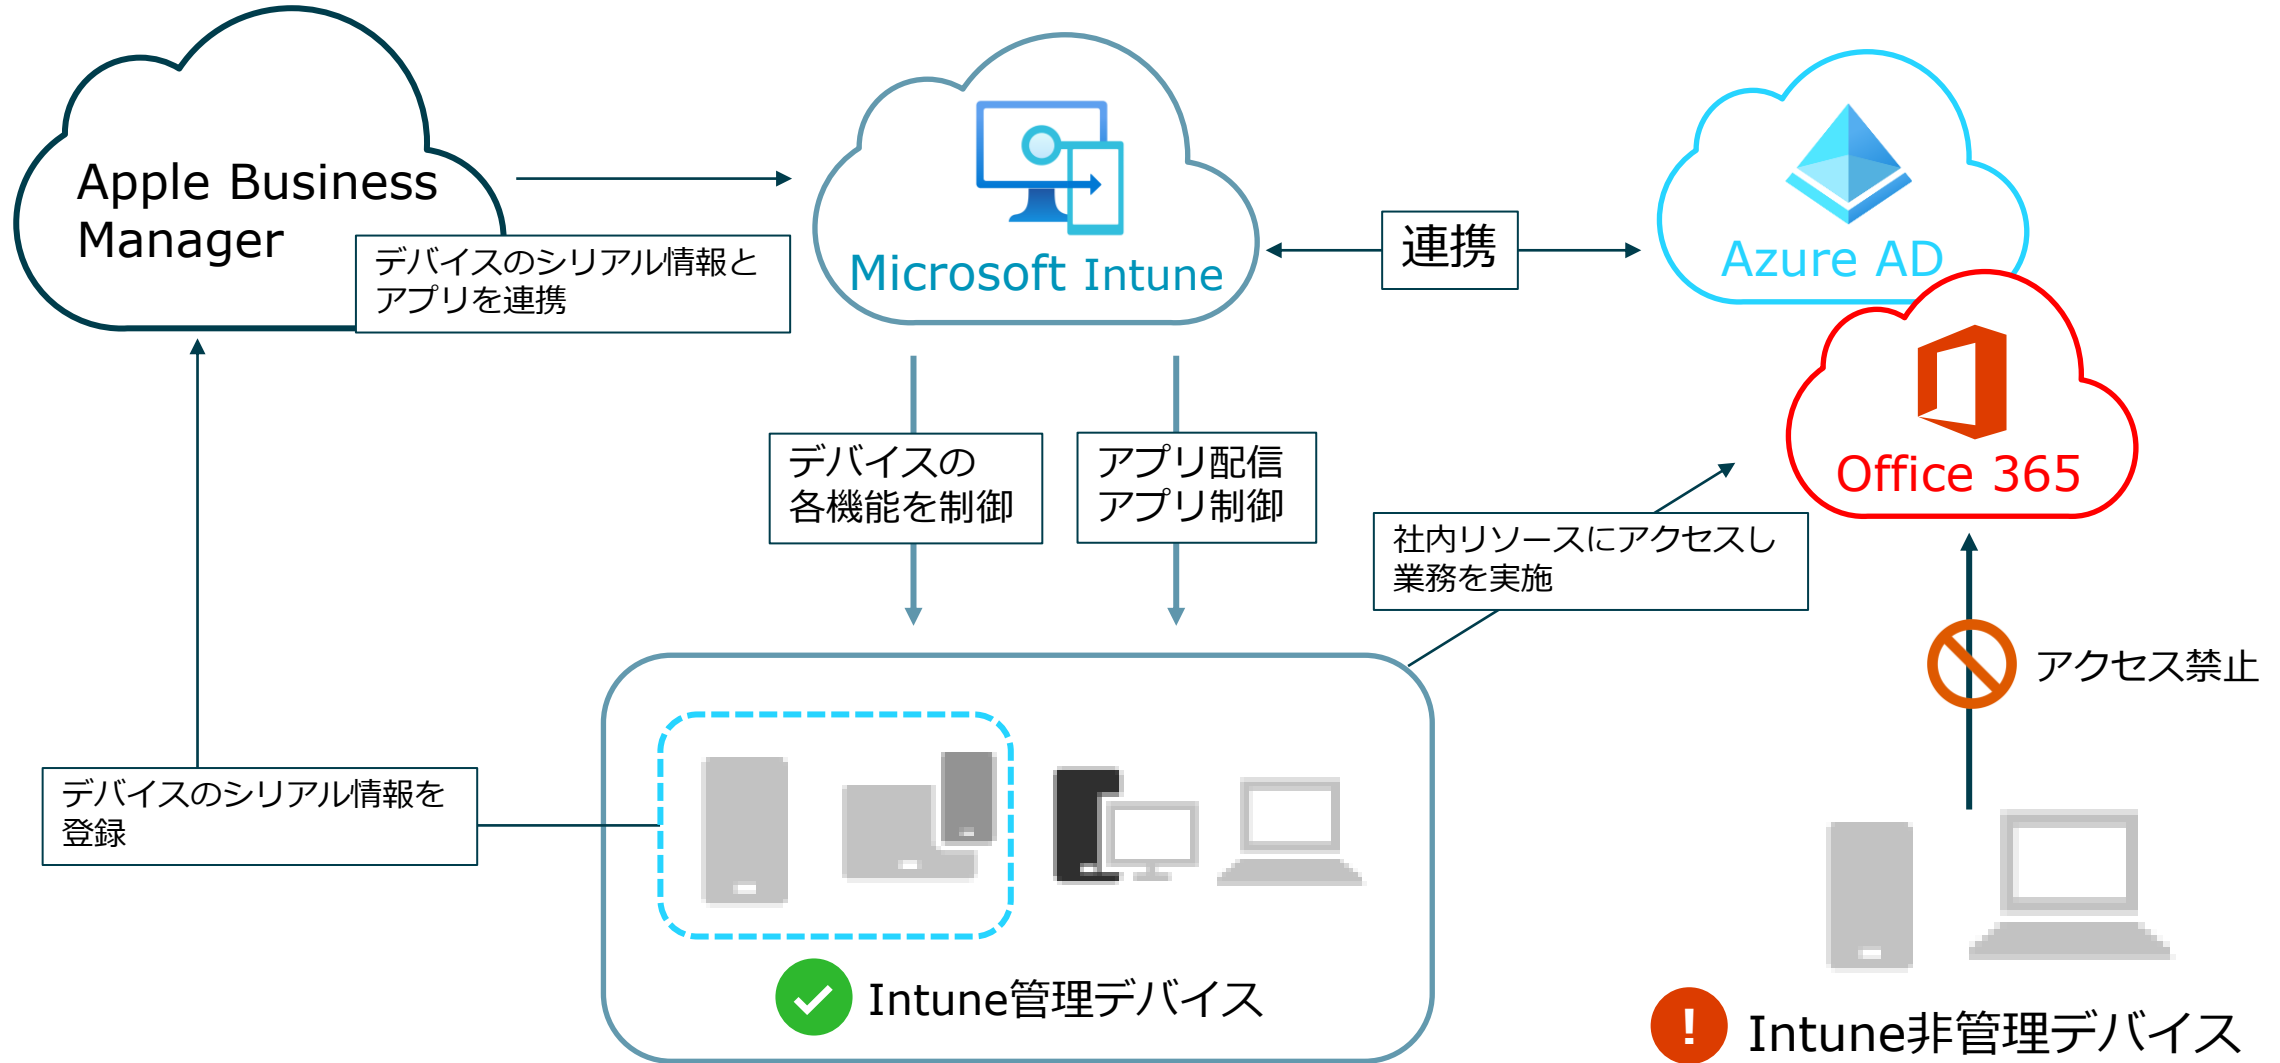 Apple Business
Manager
デバイスのシリアル情報と
アプリを連携
Microsoft Intune
連携
Azure AD
Office 365
デバイスの
各機能を制御
アプリ配信
アプリ制御
社内リソースにアクセスし
業務を実施
アクセス禁止
デバイスのシリアル情報を
登録
Intune管理デバイス
Intune非管理デバイス